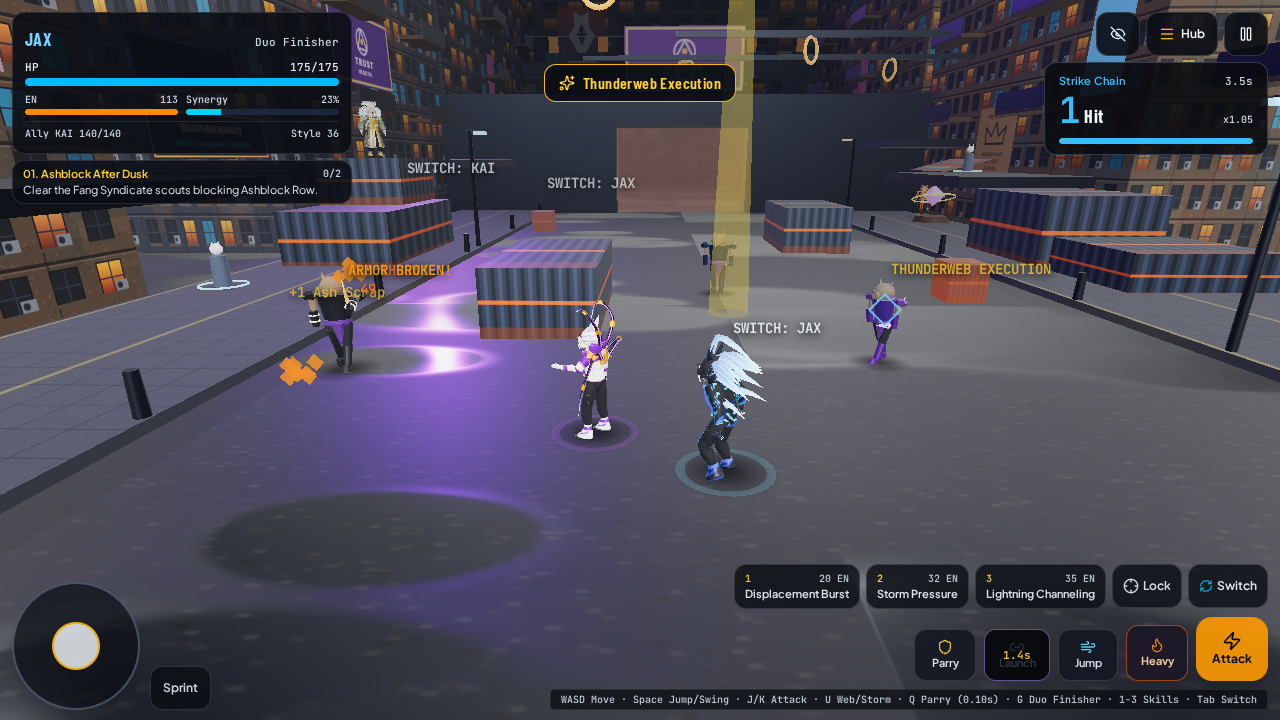 JAX
Duo Finisher
HP 175/175
EN 113 Synergy 23%
Ally KAI 140/140 Style 36
01. Ashblock After Dusk 0/2
Clear the Fang Syndicate scouts blocking Ashblock Row.
TRUST
Thunderweb Execution
Hub
Strike Chain 3.5s
1 Hit x1.05
SWITCH: KAI
SWITCH: JAX
ARMOR BROKEN!
+1 Ash Scrap
THUNDERWEB EXECUTION
SWITCH: JAX
1 20 EN
Displacement Burst
2 32 EN
Storm Pressure
3 35 EN
Lightning Channeling
Lock
Switch
Parry
1.4s
Launch
Jump
Heavy
Attack
Sprint
WASD Move · Space Jump/Swing · J/K Attack · U Web/Storm · Q Parry (0.10s) · G Duo Finisher · 1-3 Skills · Tab Switch